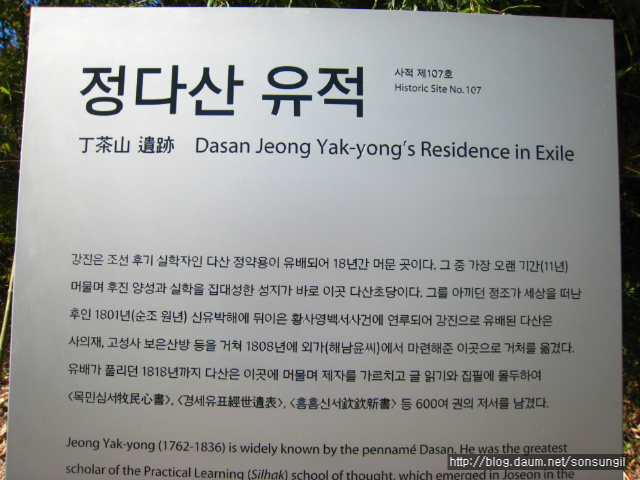 정다산 유적
사적 제107호
Historic Site No. 107
丁茶山 遺跡 Dasan Jeong Yak-yong's Residence in Exile
강진은 조선 후기 실학자인 다산 정약용이 유배되어 18년간 머문 곳이다. 그 중 가장 오랜 기간(11년)
머물며 후진 양성과 실학을 집대성한 성지가 바로 이곳 다산초당이다. 그를 아끼던 정조가 세상을 떠난
후인 1801년(순조 원년) 신유박해에 뒤이은 황사영백서사건에 연루되어 강진으로 유배된 다산은
사의재, 고성사 보은산방 등을 거쳐 1808년에 외가(해남윤씨)에서 마련해준 이곳으로 거처를 옮겼다.
유배가 풀리던 1818년까지 다산은 이곳에 머물며 제자를 가르치고 글 읽기와 집필에 몰두하여
<목민심서牧民心書>, <경세유표經世遺表>, <흠흠신서欽欽新書> 등 600여 권의 저서를 남겼다.
Jeong Yak-yong (1762-1836) is widely known by the penname Dasan. He was the greatest
scholar of the Practical Learning (Silhak) school of thought, which emerged in Joseon in the
http://blog.daum.net/sonsungil